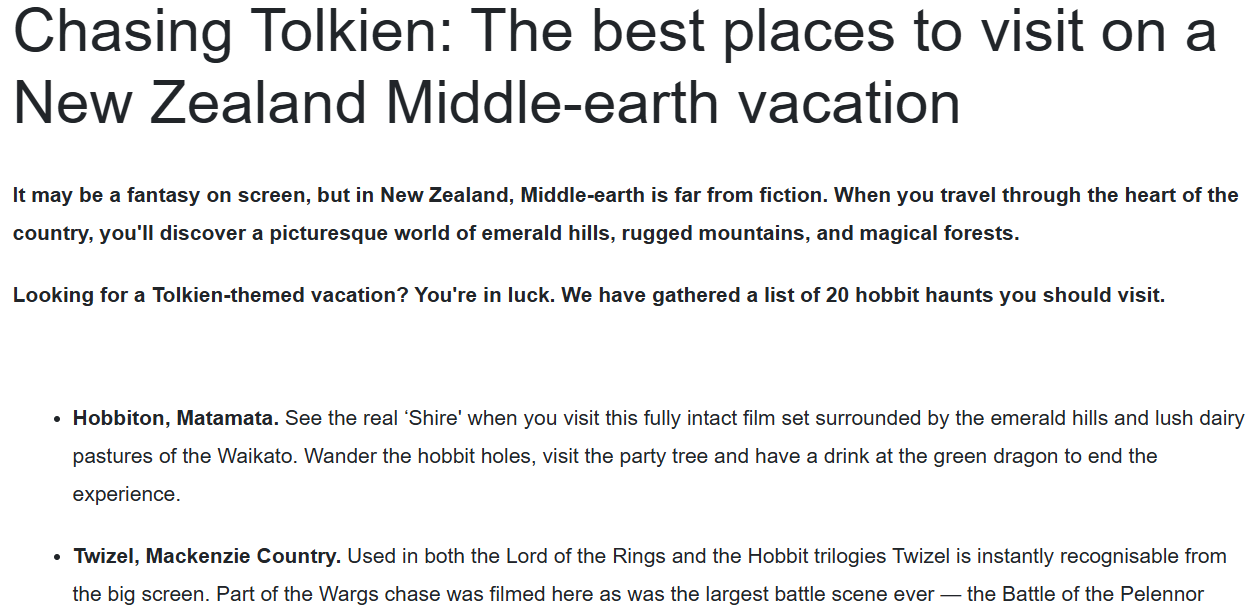 Chasing Tolkien: The best places to visit on a
New Zealand Middle-earth vacation
It may be a fantasy on screen, but in New Zealand, Middle-earth is far from fiction. When you travel through the heart of the
country, you'll discover a picturesque world of emerald hills, rugged mountains, and magical forests.
Looking for a Tolkien-themed vacation? You're in luck. We have gathered a list of 20 hobbit haunts you should visit.
• Hobbiton, Matamata. See the real ‘Shire' when you visit this fully intact film set surrounded by the emerald hills and lush dairy
pastures of the Waikato. Wander the hobbit holes, visit the party tree and have a drink at the green dragon to end the
experience.
• Twizel, Mackenzie Country. Used in both the Lord of the Rings and the Hobbit trilogies Twizel is instantly recognisable from
the big screen. Part of the Wargs chase was filmed here as was the largest battle scene ever — the Battle of the Pelennor